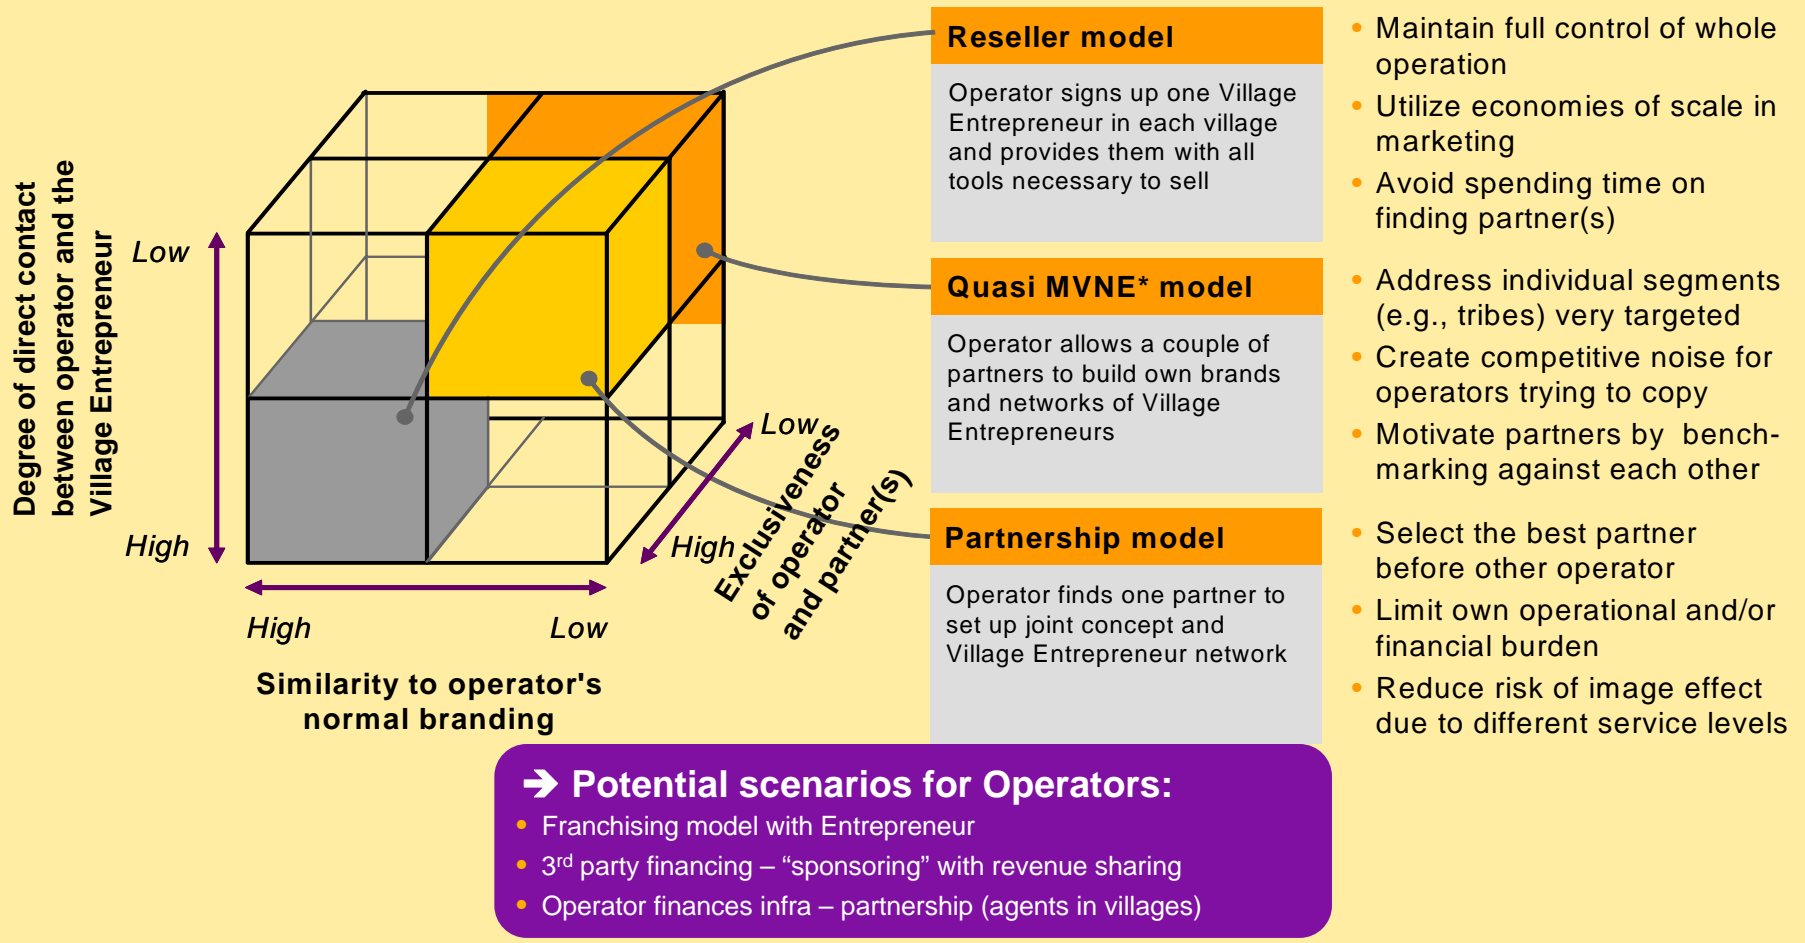 Degree of direct contact
between operator and the
Village Entrepreneur
Low
High
High
Low
Similarity to operator's
normal branding
Low
High
Exclusiveness
of operator
and partner(s)
Reseller model
Operator signs up one Village
Entrepreneur in each village
and provides them with all
tools necessary to sell
• Maintain full control of whole
operation
• Utilize economies of scale in
marketing
• Avoid spending time on
finding partner(s)
Quasi MVNE* model
Operator allows a couple of
partners to build own brands
and networks of Village
Entrepreneurs
• Address individual segments
(e.g., tribes) very targeted
• Create competitive noise for
operators trying to copy
• Motivate partners by  bench-
marking against each other
Partnership model
Operator finds one partner to
set up joint concept and
Village Entrepreneur network
• Select the best partner
before other operator
• Limit own operational and/or
financial burden
• Reduce risk of image effect
due to different service levels
➔ Potential scenarios for Operators:
• Franchising model with Entrepreneur
• 3rd party financing – “sponsoring” with revenue sharing
• Operator finances infra – partnership (agents in villages)